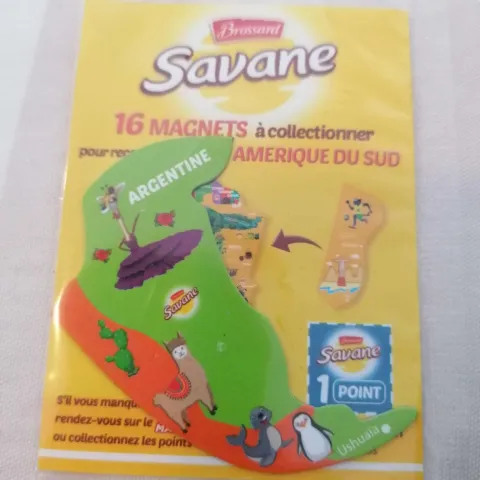 Brossard
Savane
16 MAGNETS à collectionner
pour rec
AMERIQUE DU SUD
ARGENTINE
Savane
Brossard
Savane
1 POINT
S'il vous manqu
rendez-vous sur le
ou collectionnez les points
Ushuaïa